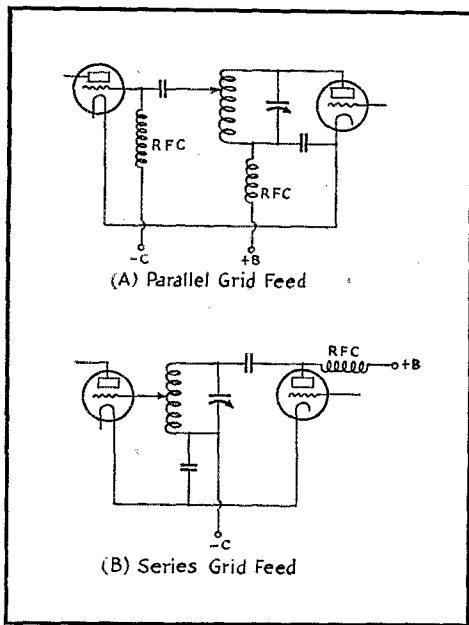 RFC
RFC
-C
+B
(A) Parallel Grid Feed
RFC
+B
-C
(B) Series Grid Feed